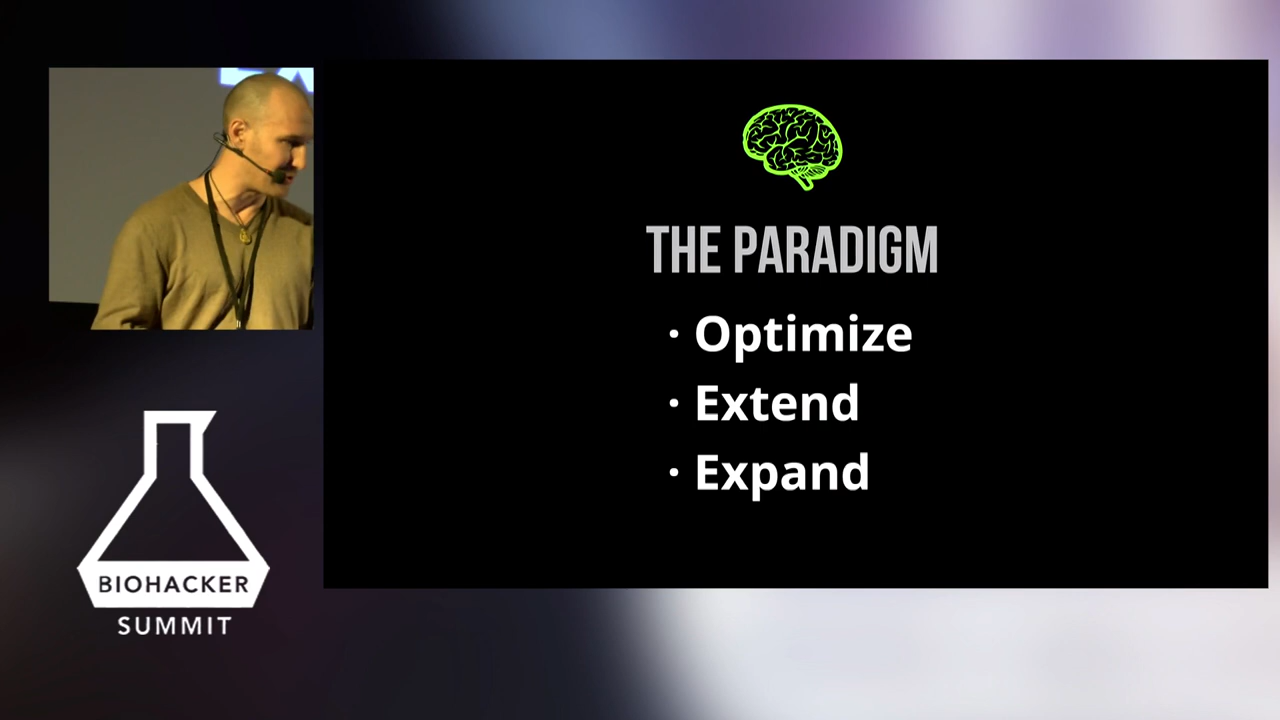 THE PARADIGM
· Optimize
· Extend
· Expand
BIOHACKER
SUMMIT